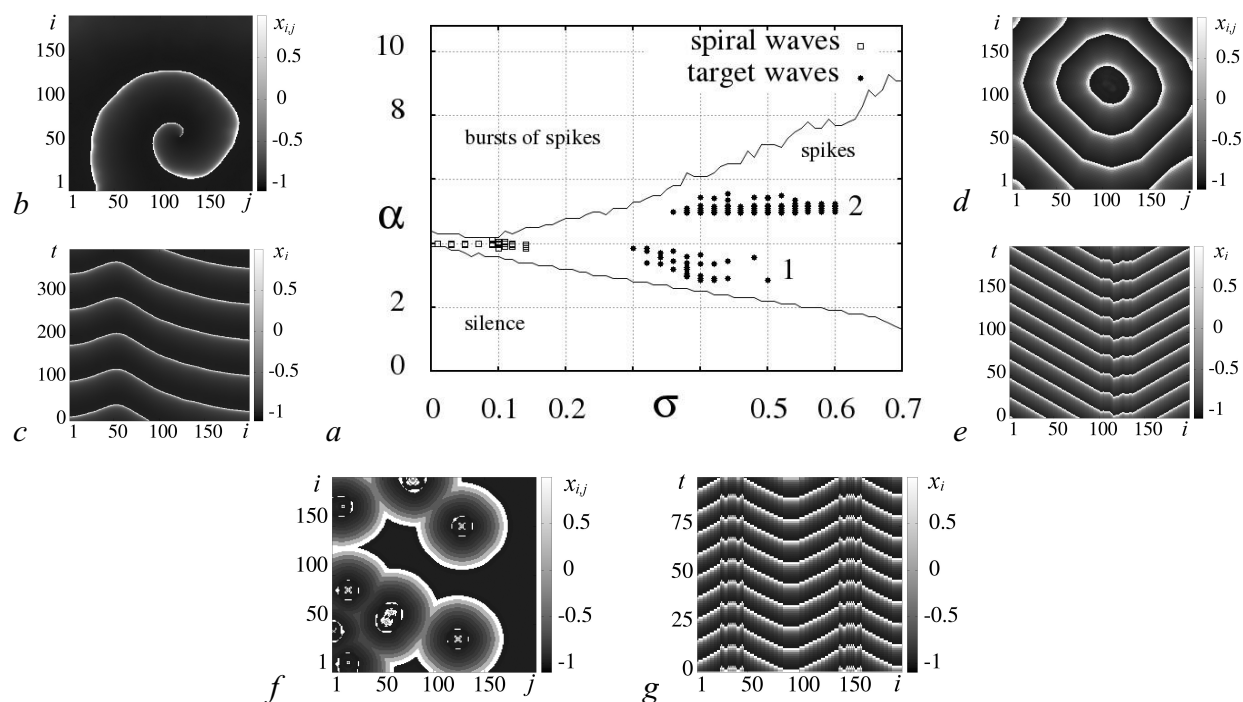 i
x_{i,j}
150
100
50
1
0.5
0
-0.5
-1
1 50 100 150 j
b
t
x_i
300
200
100
0
0.5
0
-0.5
-1
1 50 100 150 i
c
10
8
α
2
0
spiral waves
target waves
bursts of spikes
spikes
2
1
silence
0 0.1 0.2 σ 0.5 0.6 0.7
a
i
x_{i,j}
150
100
50
1
0.5
0
-0.5
-1
1 50 100 150 j
d
t
x_i
150
100
50
0
0.5
0
-0.5
-1
1 50 100 150 i
e
i
x_{i,j}
150
100
50
1
0.5
0
-0.5
-1
1 50 100 150 j
f
t
x_i
75
50
25
0
0.5
0
-0.5
-1
1 50 100 150 i
g